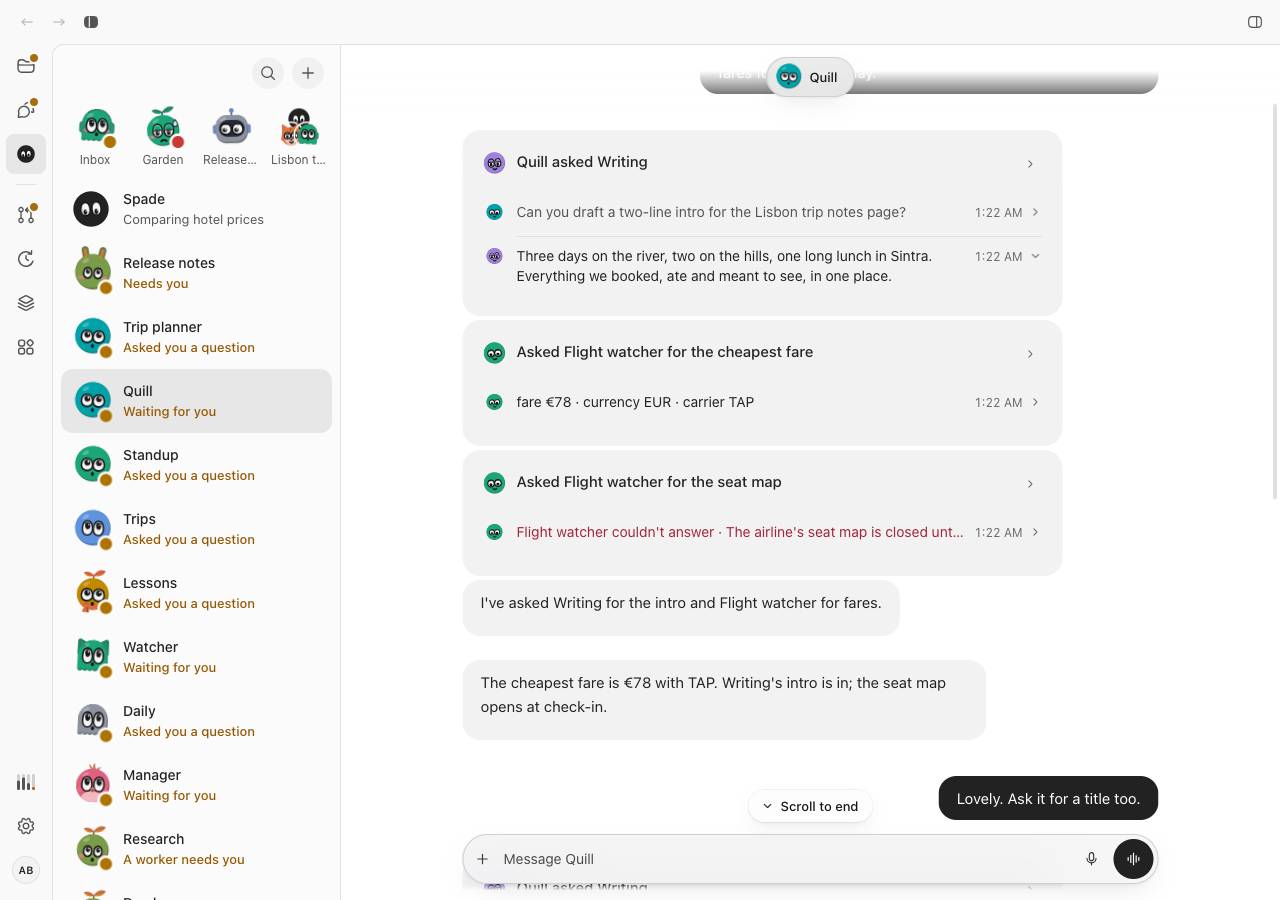 Inbox
Garden
Release...
Lisbon t...
Spade
Comparing hotel prices
Release notes
Needs you
Trip planner
Asked you a question
Quill
Waiting for you
Standup
Asked you a question
Trips
Asked you a question
Lessons
Asked you a question
Watcher
Waiting for you
Daily
Asked you a question
Manager
Waiting for you
Research
A worker needs you
AB
Quill
Quill asked Writing
Can you draft a two-line intro for the Lisbon trip notes page? 1:22 AM
Three days on the river, two on the hills, one long lunch in Sintra. 1:22 AM
Everything we booked, ate and meant to see, in one place.
Asked Flight watcher for the cheapest fare
fare €78 · currency EUR · carrier TAP 1:22 AM
Asked Flight watcher for the seat map
Flight watcher couldn't answer · The airline's seat map is closed unt... 1:22 AM
I've asked Writing for the intro and Flight watcher for fares.
The cheapest fare is €78 with TAP. Writing's intro is in; the seat map
opens at check-in.
Lovely. Ask it for a title too.
Scroll to end
Message Quill
Quill asked Writing